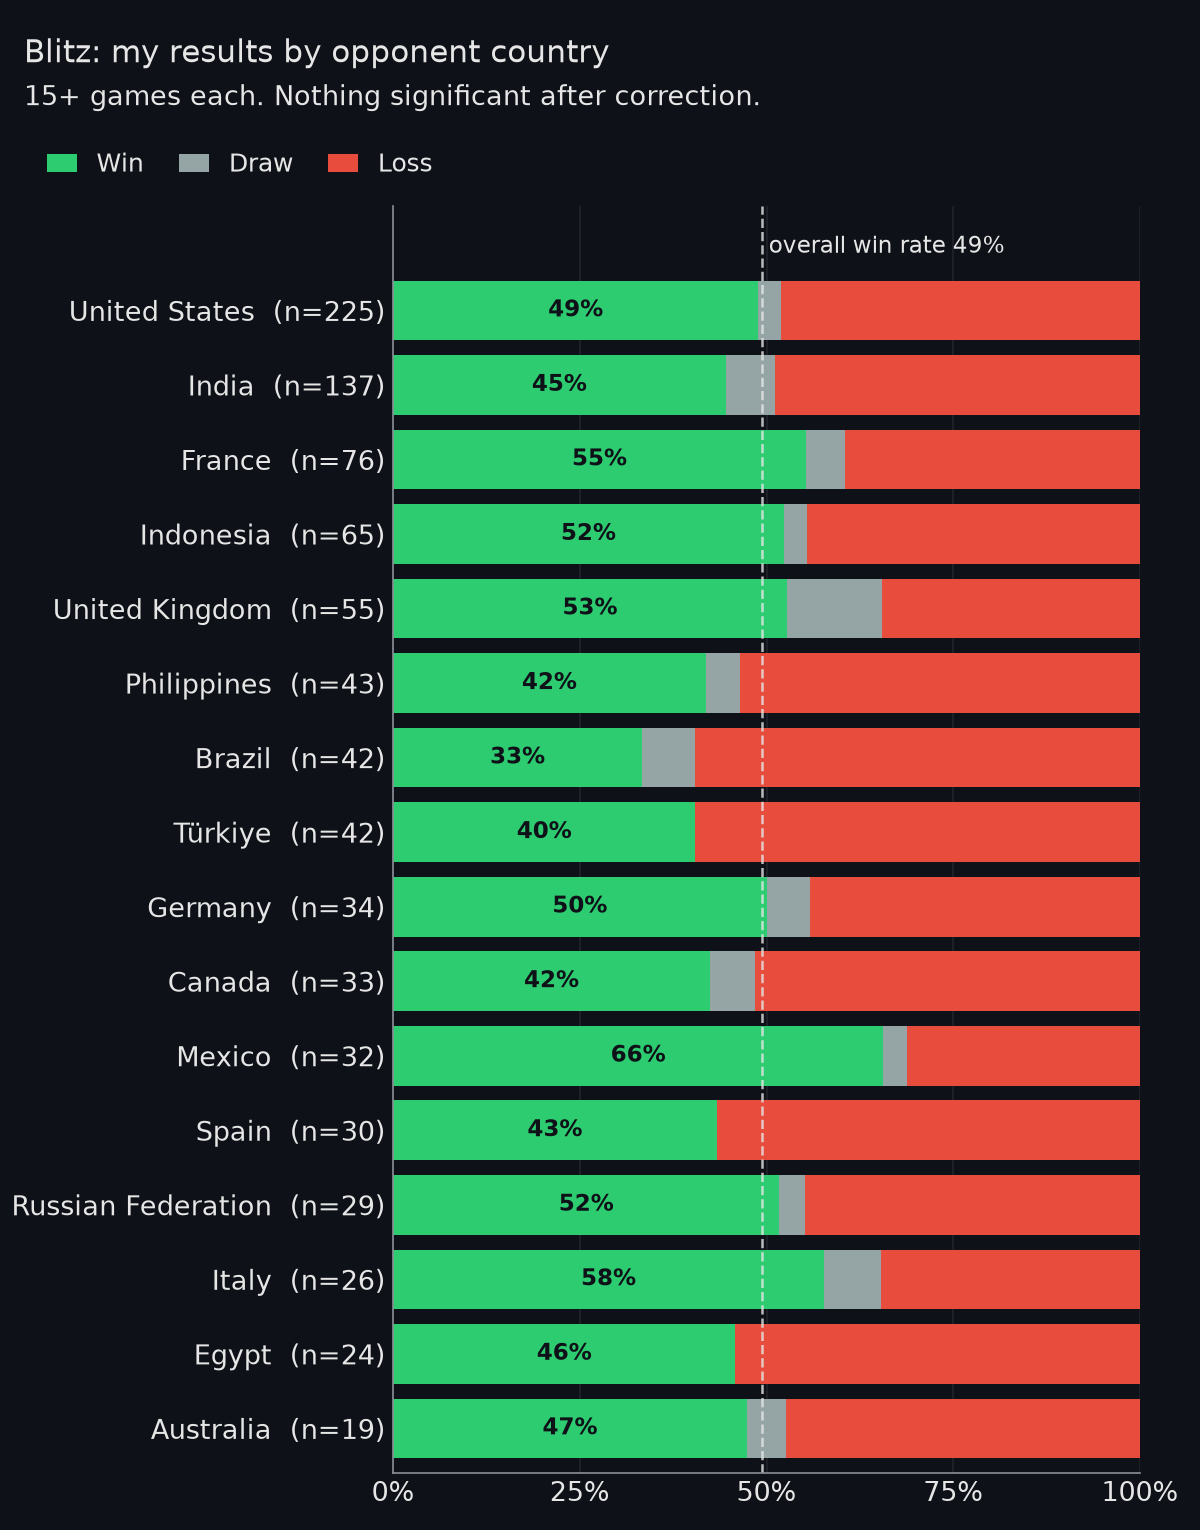 Blitz: my results by opponent country
15+ games each. Nothing significant after correction.
Win Draw Loss
overall win rate 49%
United States (n=225) 49%
India (n=137) 45%
France (n=76) 55%
Indonesia (n=65) 52%
United Kingdom (n=55) 53%
Philippines (n=43) 42%
Brazil (n=42) 33%
Türkiye (n=42) 40%
Germany (n=34) 50%
Canada (n=33) 42%
Mexico (n=32) 66%
Spain (n=30) 43%
Russian Federation (n=29) 52%
Italy (n=26) 58%
Egypt (n=24) 46%
Australia (n=19) 47%
0% 25% 50% 75% 100%